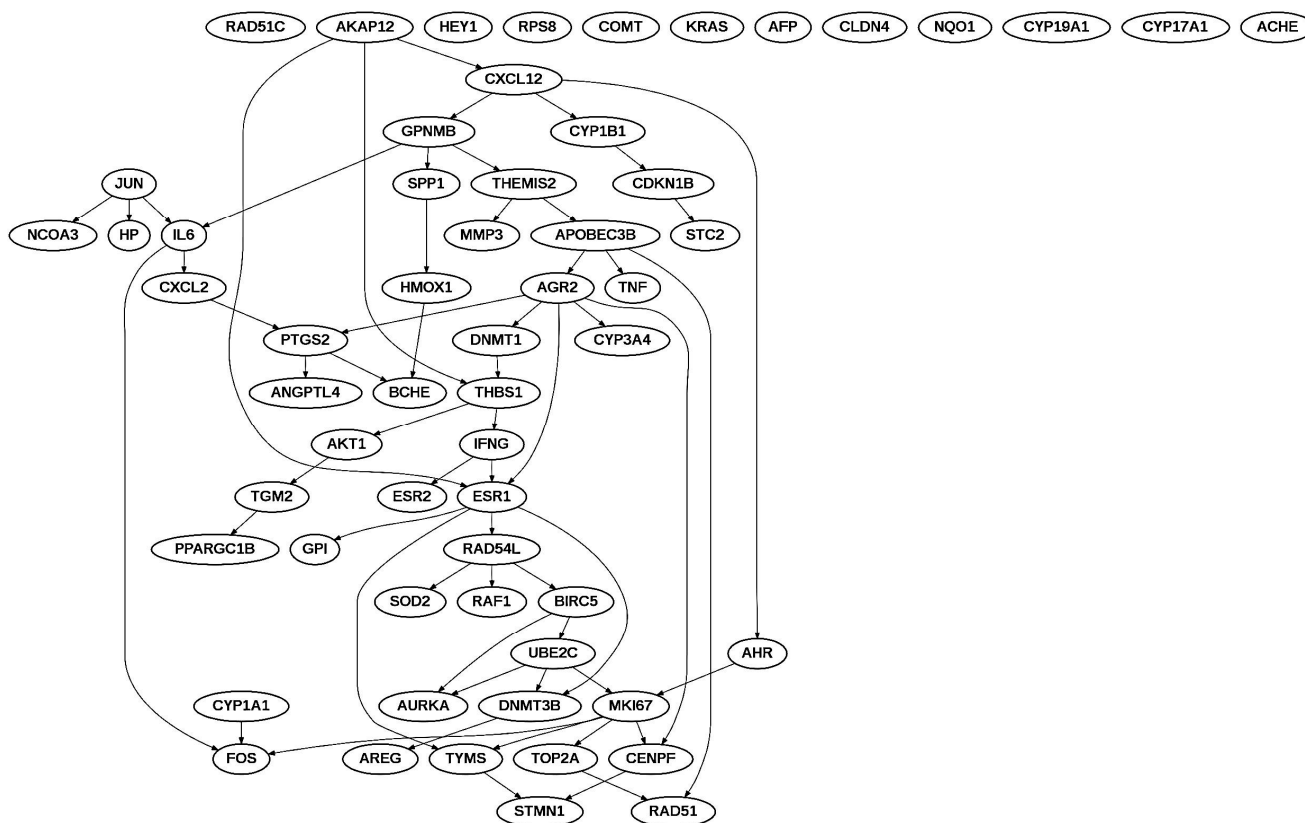 RAD51C AKAP12 HEY1 RPS8 COMT KRAS AFP CLDN4 NQO1 CYP19A1 CYP17A1 ACHE
CXCL12
GPNMB CYP1B1
JUN SPP1 THEMIS2 CDKN1B
NCOA3 HP IL6 MMP3 APOBEC3B STC2
CXCL2 HMOX1 AGR2 TNF
PTGS2 DNMT1 CYP3A4
ANGPTL4 BCHE THBS1
AKT1 IFNG
TGM2 ESR2 ESR1
PPARGC1B GPI RAD54L
SOD2 RAF1 BIRC5
UBE2C AHR
CYP1A1 AURKA DNMT3B MKI67
FOS AREG TYMS TOP2A CENPF
STMN1 RAD51